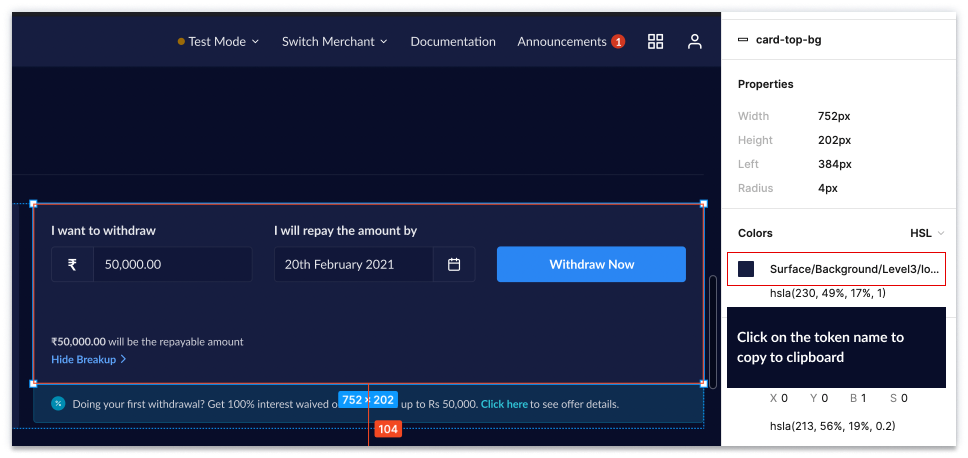 Test Mode
Switch Merchant
Documentation
Announcements 1
I want to withdraw
I will repay the amount by
₹ 50,000.00
20th February 2021
Withdraw Now
₹50,000.00 will be the repayable amount
Hide Breakup
% Doing your first withdrawal? Get 100% interest waived o up to Rs 50,000. Click here to see offer details.
752 × 202
104
card-top-bg
Properties
Width 752px
Height 202px
Left 384px
Radius 4px
Colors HSL
Surface/Background/Level3/lo...
hsla(230, 49%, 17%, 1)
Click on the token name to
copy to clipboard
X 0 Y 0 B 1 S 0
hsla(213, 56%, 19%, 0.2)